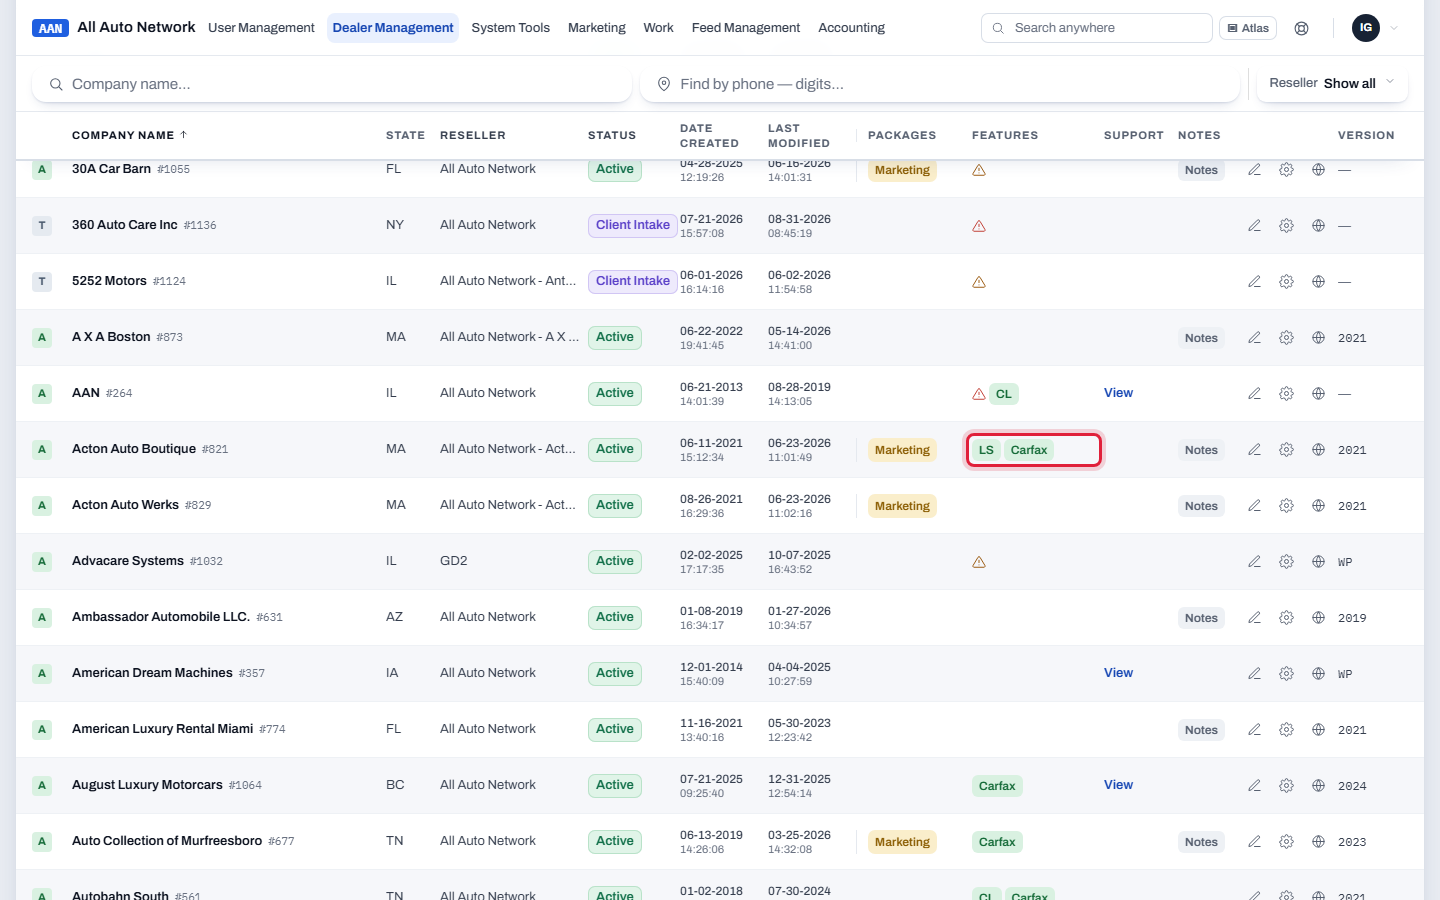 AAN All Auto Network User Management Dealer Management System Tools Marketing Work Feed Management Accounting Search anywhere Atlas IG
Company name... Find by phone — digits... Reseller Show all
COMPANY NAME ↑ STATE RESELLER STATUS DATE CREATED LAST MODIFIED PACKAGES FEATURES SUPPORT NOTES VERSION
A 30A Car Barn #1055 FL All Auto Network Active 04-28-2025 06-16-2026 Marketing Notes —
12:19:26 14:01:31
T 360 Auto Care Inc #1136 NY All Auto Network Client Intake 07-21-2026 08-31-2026 —
15:57:08 08:45:19
T 5252 Motors #1124 IL All Auto Network - Ant... Client Intake 06-01-2026 06-02-2026 —
16:14:16 11:54:58
A A X A Boston #873 MA All Auto Network - A X ... Active 06-22-2022 05-14-2026 Notes 2021
19:41:45 14:41:00
A AAN #264 IL All Auto Network Active 06-21-2013 08-28-2019 CL View —
14:01:39 14:13:05
A Acton Auto Boutique #821 MA All Auto Network - Act... Active 06-11-2021 06-23-2026 Marketing LS Carfax Notes 2021
15:12:34 11:01:49
A Acton Auto Werks #829 MA All Auto Network - Act... Active 08-26-2021 06-23-2026 Marketing Notes 2021
16:29:36 11:02:16
A Advacare Systems #1032 IL GD2 Active 02-02-2025 10-07-2025 WP
17:17:35 16:43:52
A Ambassador Automobile LLC. #631 AZ All Auto Network Active 01-08-2019 01-27-2026 Notes 2019
16:34:17 10:34:57
A American Dream Machines #357 IA All Auto Network Active 12-01-2014 04-04-2025 View WP
15:40:09 10:27:59
A American Luxury Rental Miami #774 FL All Auto Network Active 11-16-2021 05-30-2023 Notes 2021
13:40:16 12:23:42
A August Luxury Motorcars #1064 BC All Auto Network Active 07-21-2025 12-31-2025 Carfax View 2024
09:25:40 12:54:14
A Auto Collection of Murfreesboro #677 TN All Auto Network Active 06-13-2019 03-25-2026 Marketing Carfax Notes 2023
14:26:06 14:32:08
A Autobahn South #561 TN All Auto Network Active 01-02-2018 07-30-2024 CL Carfax 2021